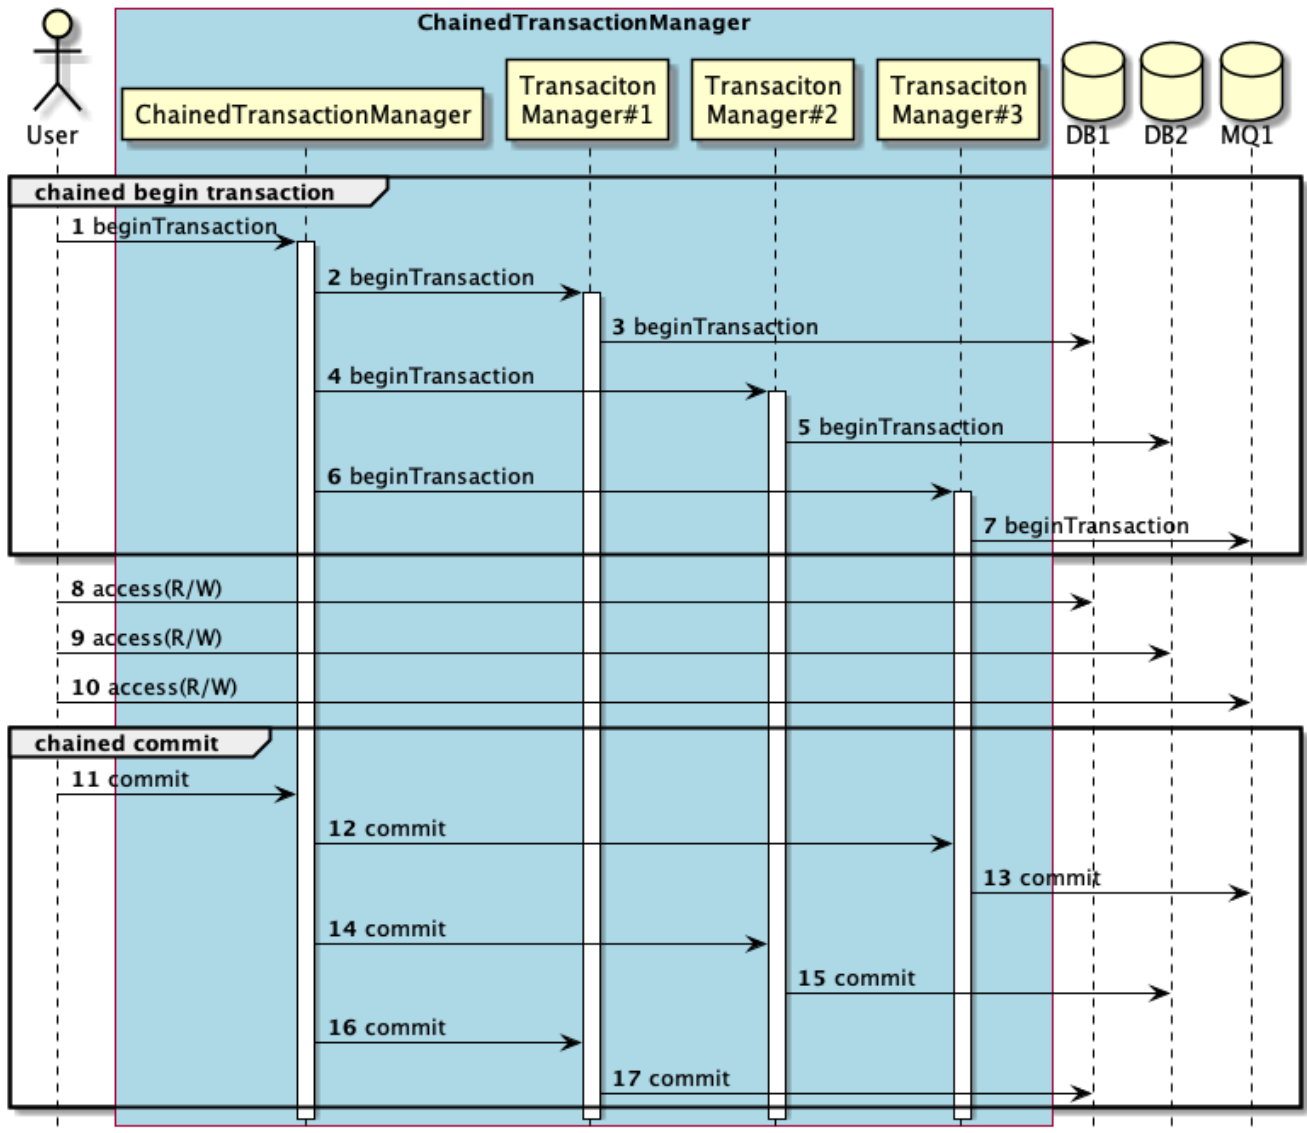 ChainedTransactionManager
User
ChainedTransactionManager
Transaciton
Manager#1
Transaciton
Manager#2
Transaciton
Manager#3
DB1
DB2
MQ1
chained begin transaction
1 beginTransaction
2 beginTransaction
3 beginTransaction
4 beginTransaction
5 beginTransaction
6 beginTransaction
7 beginTransaction
8 access(R/W)
9 access(R/W)
10 access(R/W)
chained commit
11 commit
12 commit
13 commit
14 commit
15 commit
16 commit
17 commit